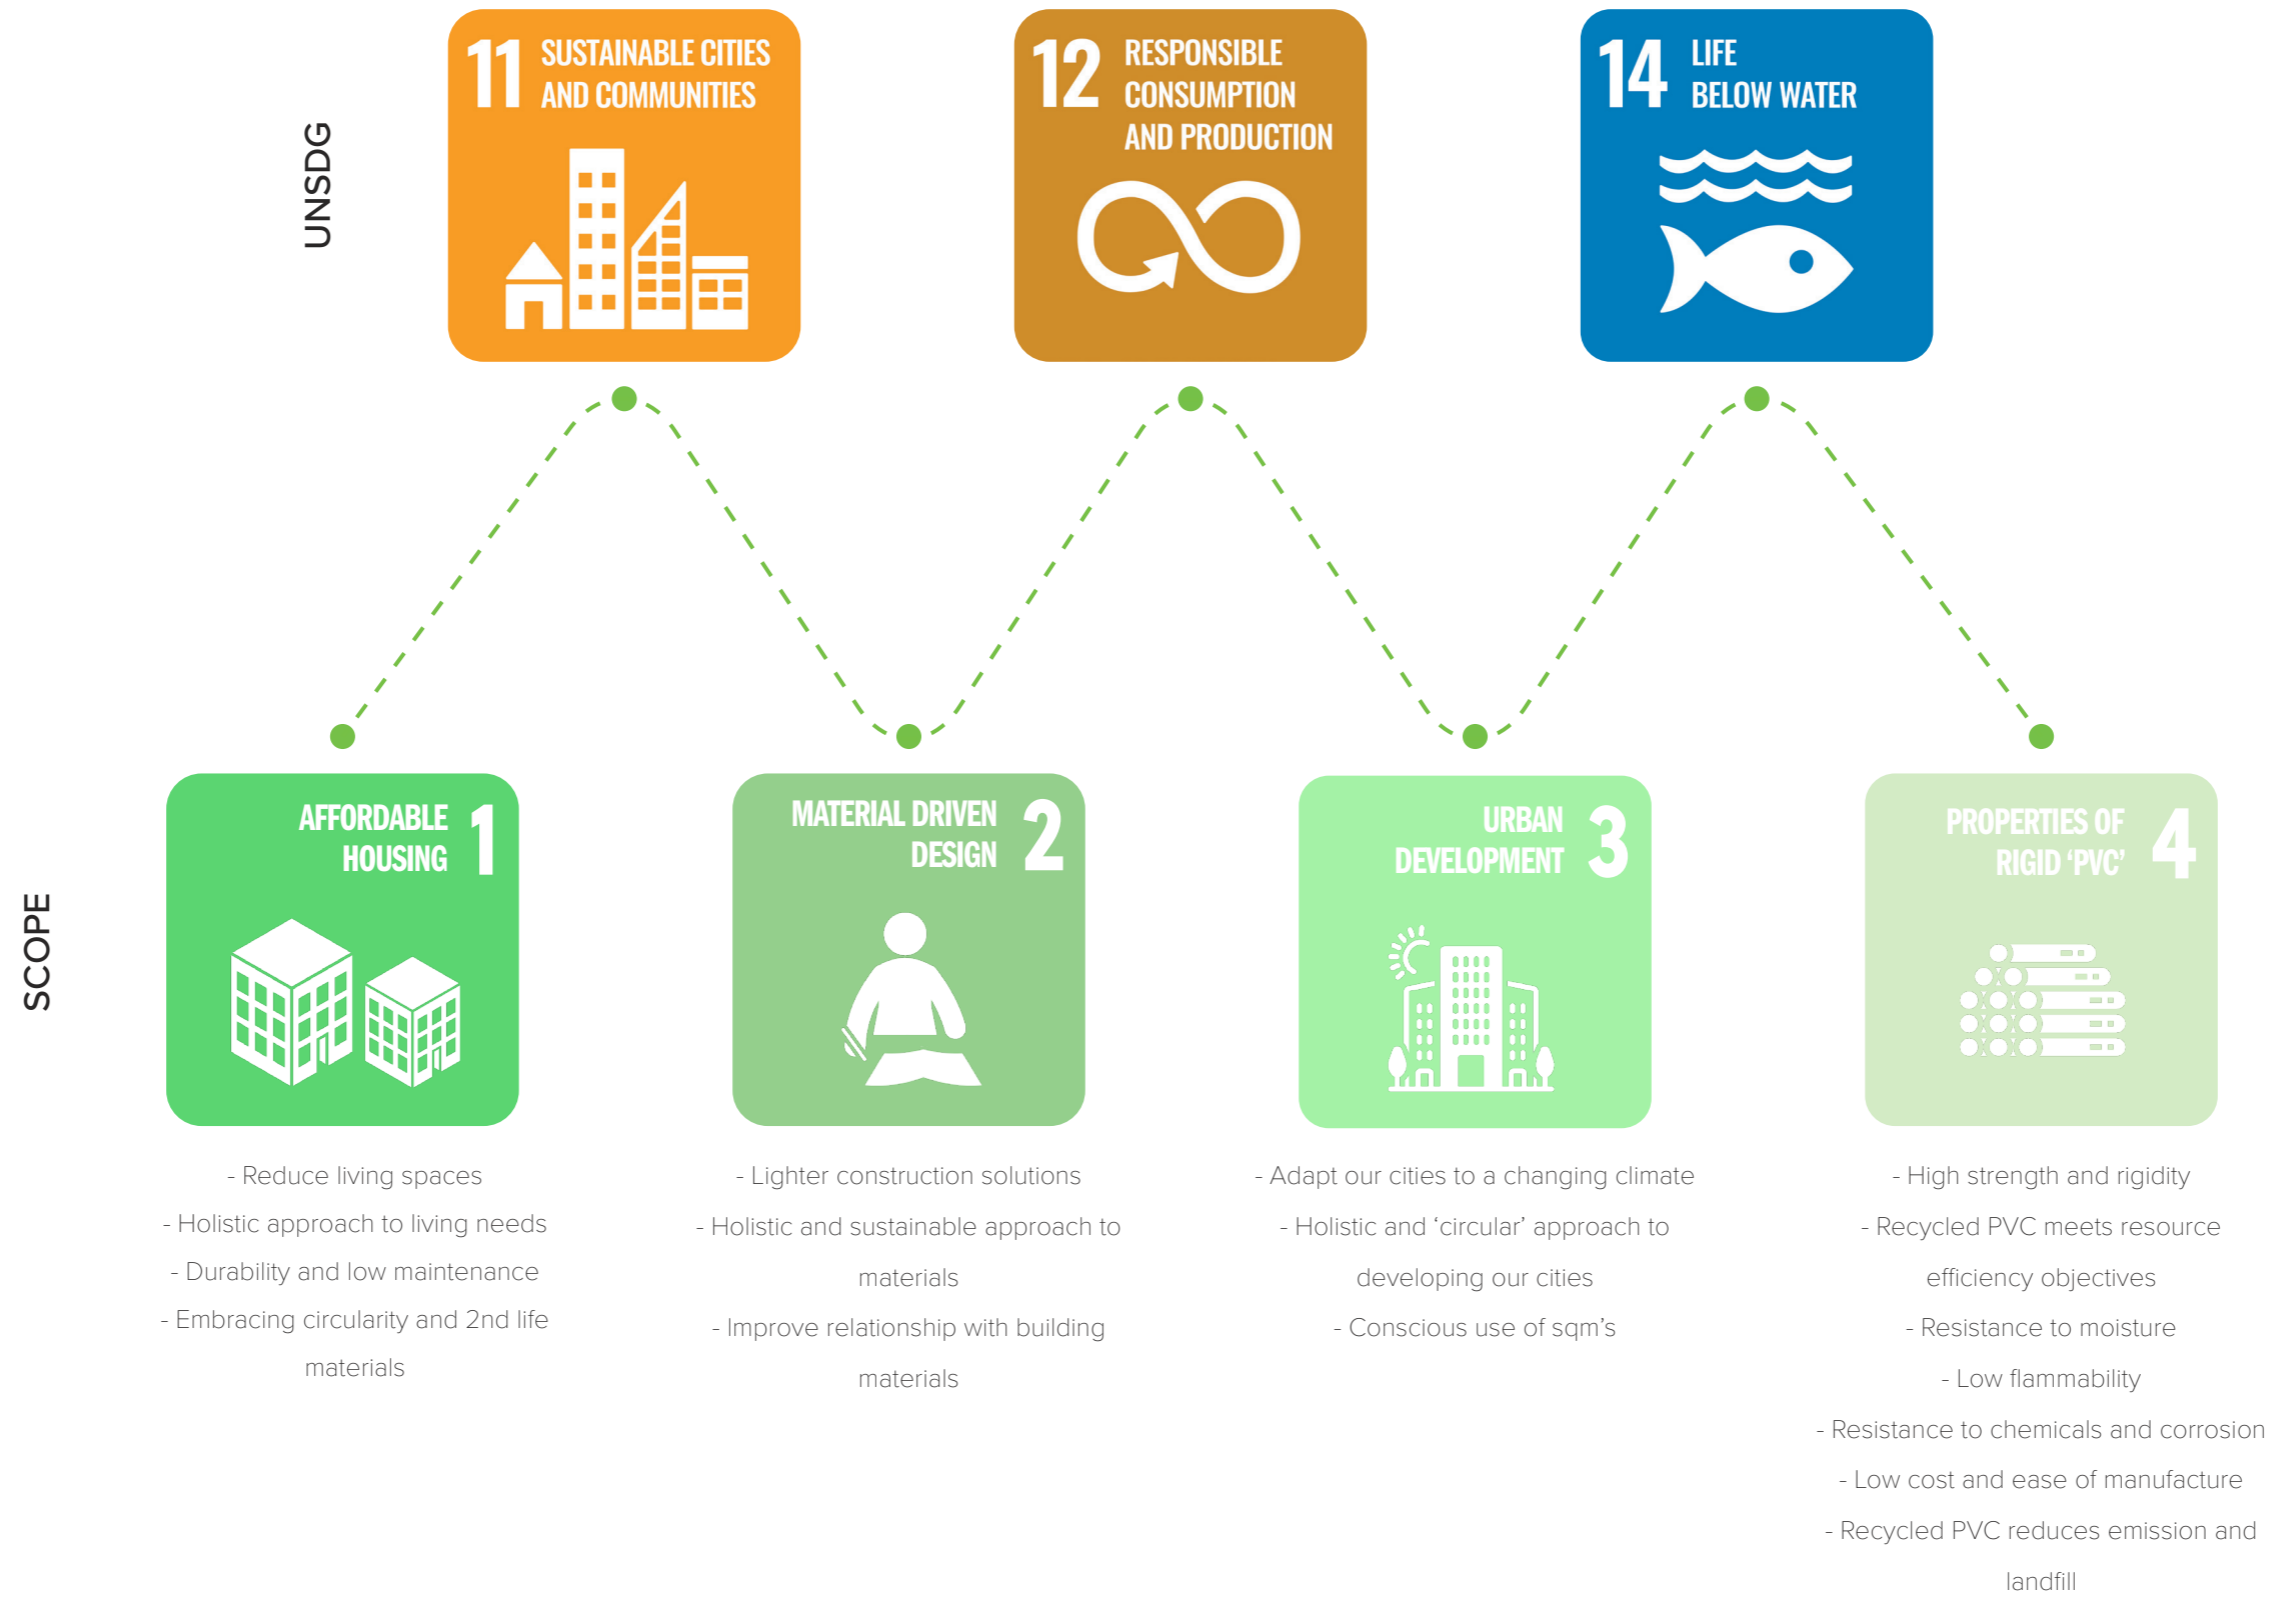 UNSDG
11 SUSTAINABLE CITIES
AND COMMUNITIES
12 RESPONSIBLE
CONSUMPTION
AND PRODUCTION
14 LIFE
BELOW WATER
SCOPE
AFFORDABLE 1
HOUSING
- Reduce living spaces
- Holistic approach to living needs
- Durability and low maintenance
- Embracing circularity and 2nd life
materials
MATERIAL DRIVEN 2
DESIGN
- Lighter construction solutions
- Holistic and sustainable approach to
materials
- Improve relationship with building
materials
URBAN 3
DEVELOPMENT
- Adapt our cities to a changing climate
- Holistic and ‘circular’ approach to
developing our cities
- Conscious use of sqm’s
PROPERTIES OF 4
RIGID ‘PVC’
- High strength and rigidity
- Recycled PVC meets resource
efficiency objectives
- Resistance to moisture
- Low flammability
- Resistance to chemicals and corrosion
- Low cost and ease of manufacture
- Recycled PVC reduces emission and
landfill